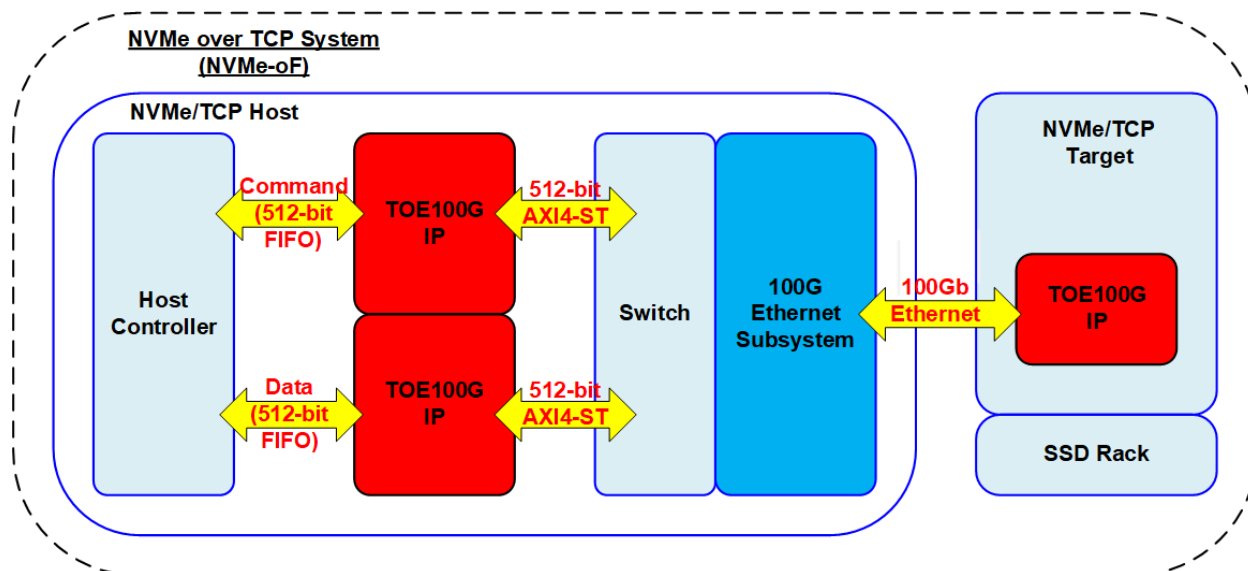 NVMe over TCP System
(NVMe-oF)
NVMe/TCP Host
Host
Controller
Command
(512-bit
FIFO)
TOE100G
IP
512-bit
AXI4-ST
Data
(512-bit
FIFO)
TOE100G
IP
512-bit
AXI4-ST
Switch
100G
Ethernet
Subsystem
100Gb
Ethernet
NVMe/TCP
Target
TOE100G
IP
SSD Rack